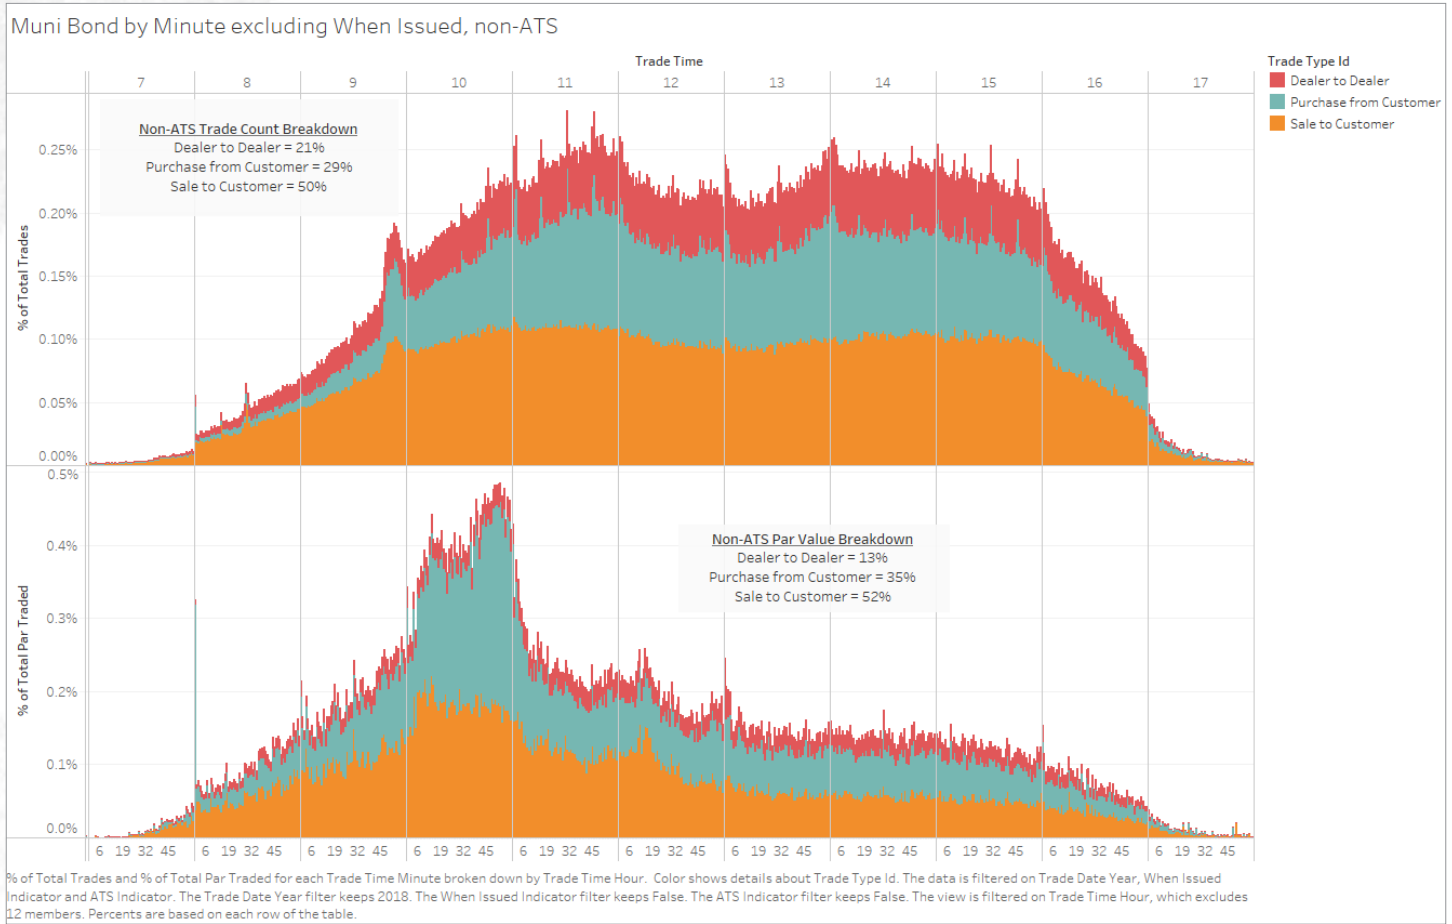 Muni Bond by Minute excluding When Issued, non-ATS
Trade Time
7 8 9 10 11 12 13 14 15 16 17
Trade Type Id
Dealer to Dealer
Purchase from Customer
Sale to Customer
Non-ATS Trade Count Breakdown
Dealer to Dealer = 21%
Purchase from Customer = 29%
Sale to Customer = 50%
% of Total Trades
0.25%
0.20%
0.15%
0.10%
0.05%
0.00%
Non-ATS Par Value Breakdown
Dealer to Dealer = 13%
Purchase from Customer = 35%
Sale to Customer = 52%
% of Total Par Traded
0.5%
0.4%
0.3%
0.2%
0.1%
0.0%
6 19 32 45 6 19 32 45 6 19 32 45 6 19 32 45 6 19 32 45 6 19 32 45 6 19 32 45 6 19 32 45 6 19 32 45 6 19 32 45 6 19 32 45
% of Total Trades and % of Total Par Traded for each Trade Time Minute broken down by Trade Time Hour. Color shows details about Trade Type Id. The data is filtered on Trade Date Year, When Issued
Indicator and ATS Indicator. The Trade Date Year filter keeps 2018. The When Issued Indicator filter keeps False. The ATS Indicator filter keeps False. The view is filtered on Trade Time Hour, which excludes
12 members. Percents are based on each row of the table.